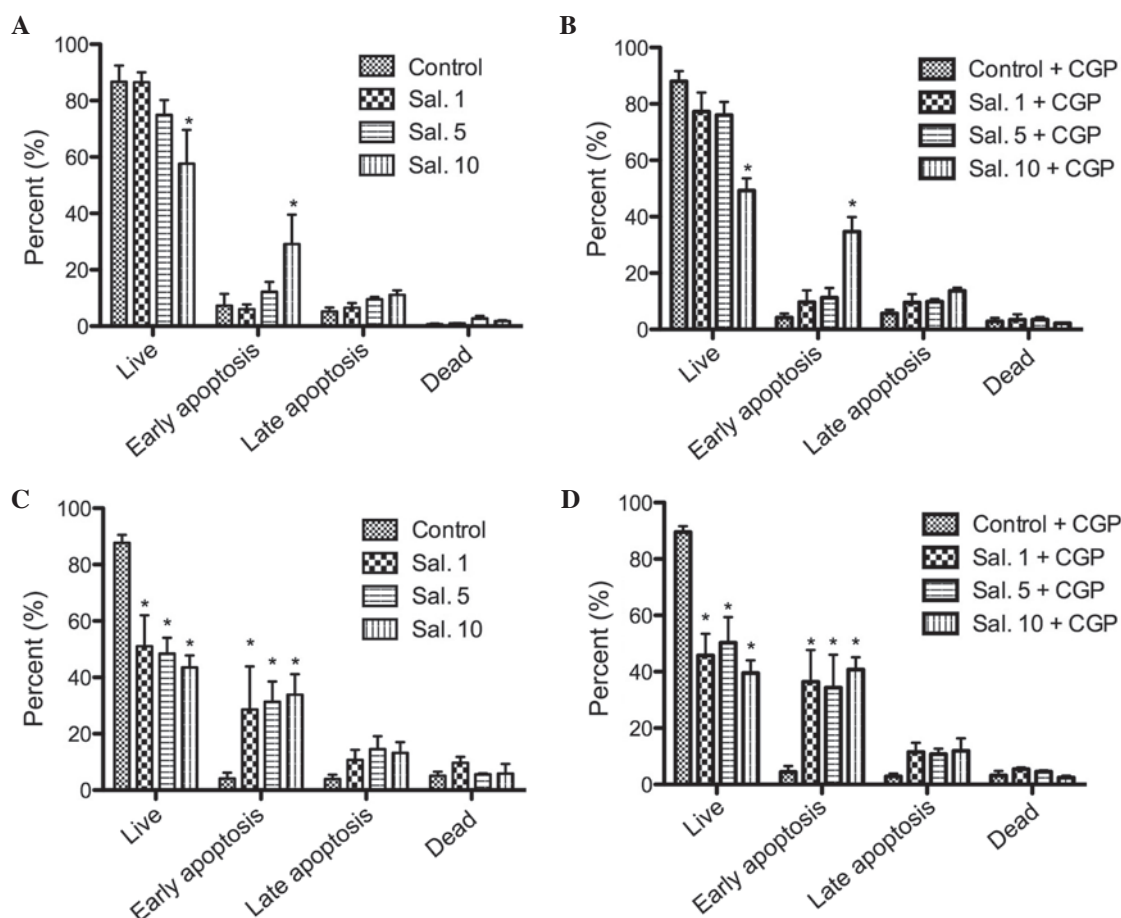 A
Percent (%)
100
80
60
40
20
0
*
*
Control
Sal. 1
Sal. 5
Sal. 10
Live
Early apoptosis
Late apoptosis
Dead
B
Percent (%)
100
80
60
40
20
0
*
*
Control + CGP
Sal. 1 + CGP
Sal. 5 + CGP
Sal. 10 + CGP
Live
Early apoptosis
Late apoptosis
Dead
C
Percent (%)
100
80
60
40
20
0
* * *
* * *
Control
Sal. 1
Sal. 5
Sal. 10
Live
Early apoptosis
Late apoptosis
Dead
D
Percent (%)
100
80
60
40
20
0
* * *
* * *
Control + CGP
Sal. 1 + CGP
Sal. 5 + CGP
Sal. 10 + CGP
Live
Early apoptosis
Late apoptosis
Dead